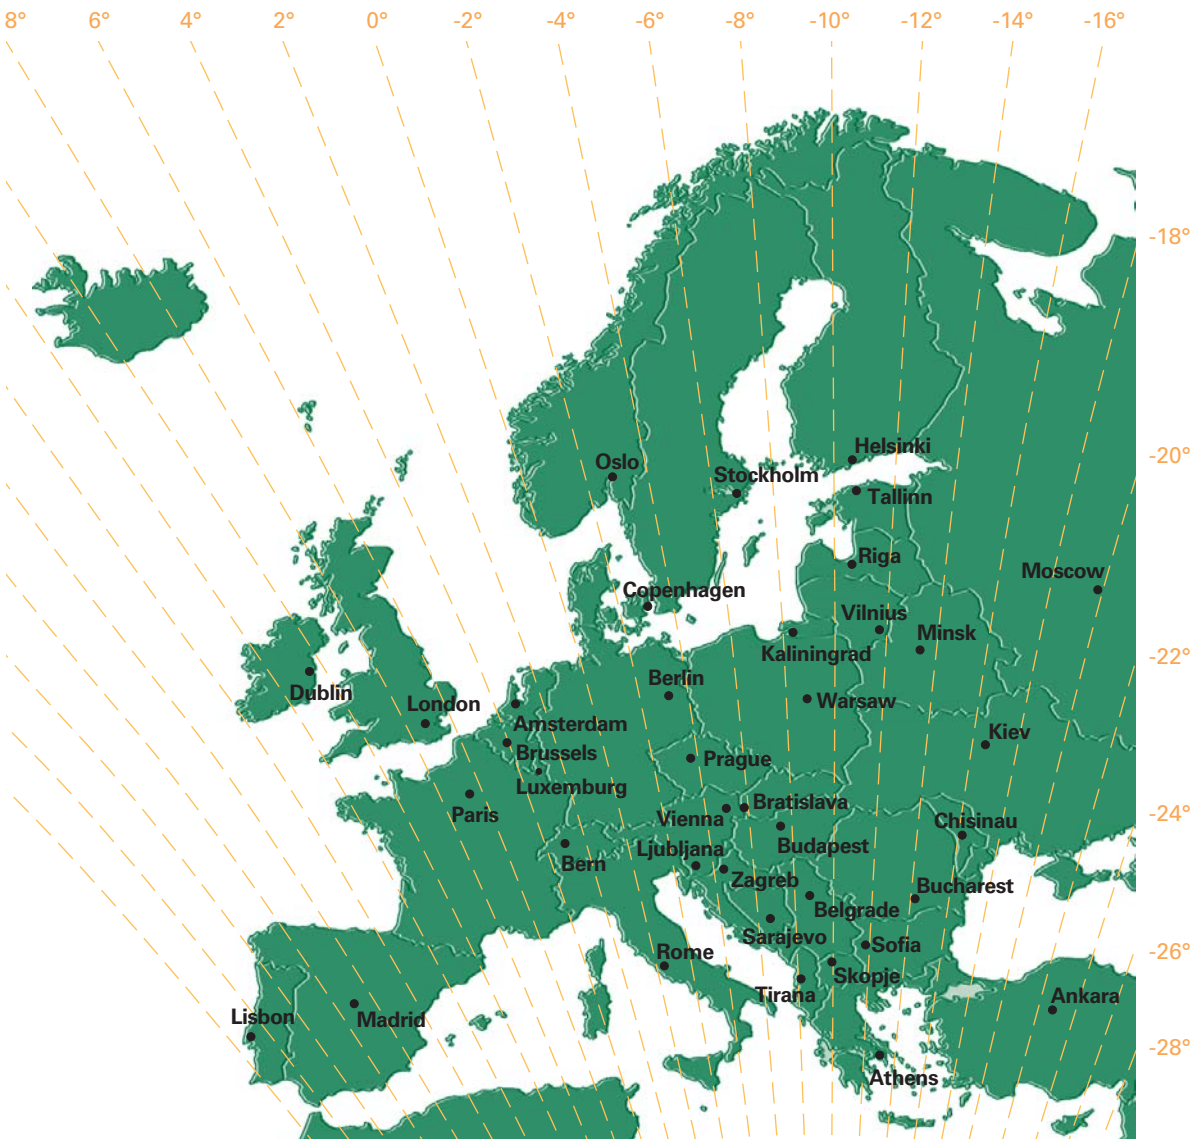 8° 6° 4° 2° 0° -2° -4° -6° -8° -10° -12° -14° -16°
-18°
Helsinki
-20°
Oslo
Stockholm
Tallinn
Riga
Moscow
Copenhagen
Vilnius
Minsk
Kaliningrad
-22°
Berlin
Dublin
London
Warsaw
Amsterdam
Kiev
Brussels
Prague
Luxemburg
Bratislava
Paris
Vienna
-24°
Chisinau
Ljubljana
Budapest
Bern
Zagreb
Bucharest
Belgrade
Sarajevo
Sofia
Rome
-26°
Skopje
Tirana
Ankara
Lisbon
Madrid
-28°
Athens